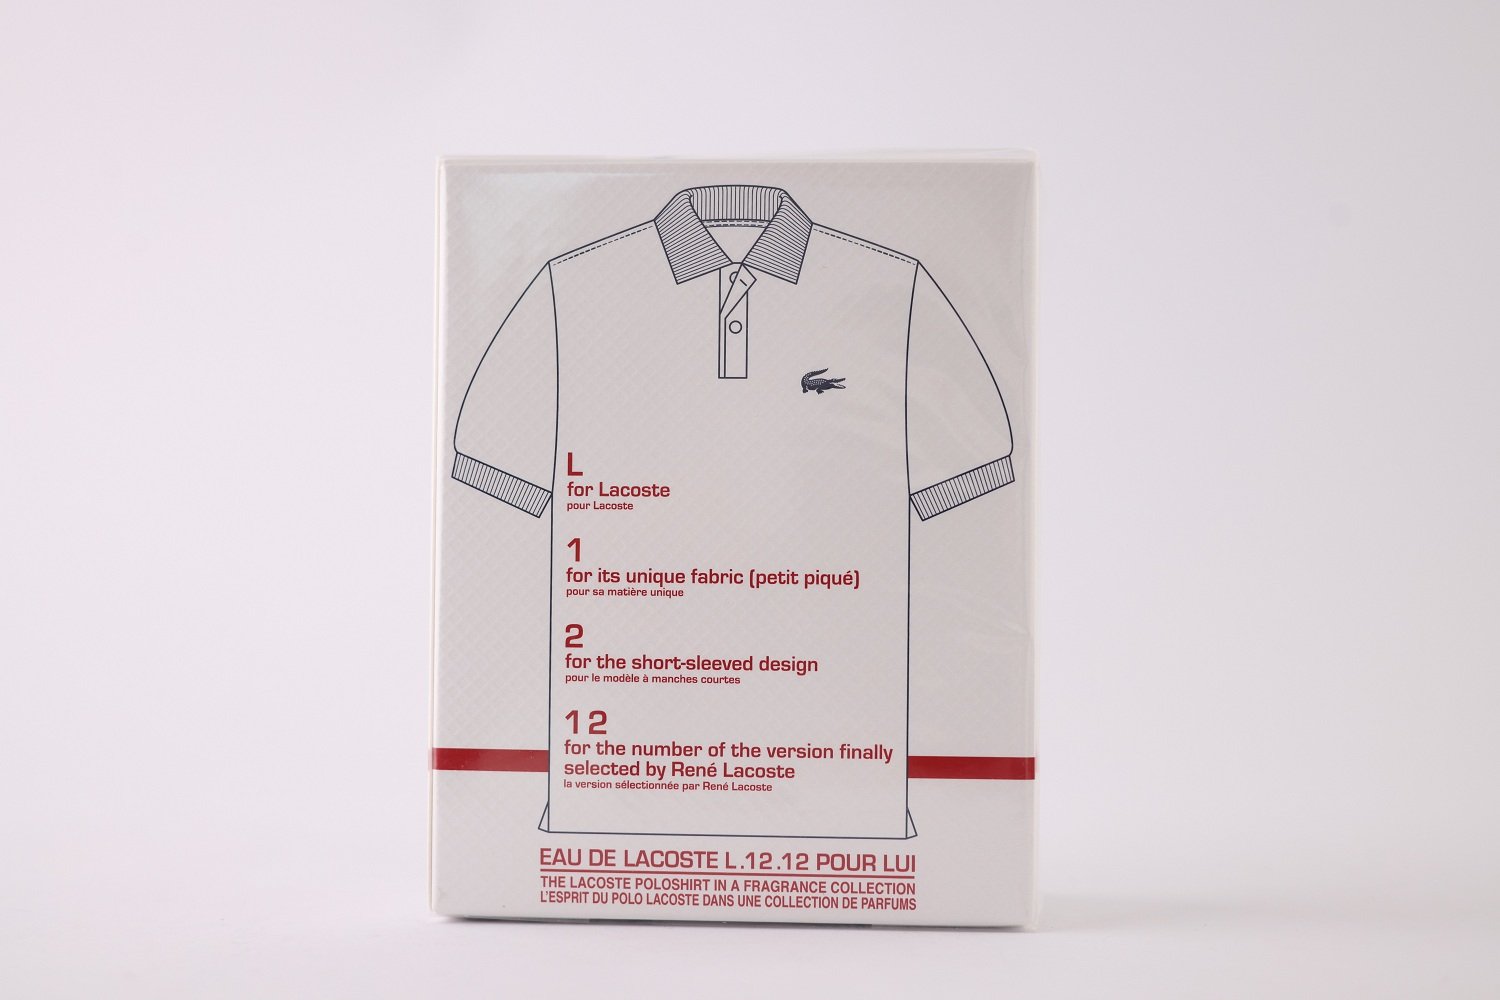 L
for Lacoste
pour Lacoste
1
for its unique fabric (petit piqué)
pour sa matière unique
2
for the short-sleeved design
pour le modèle à manches courtes
12
for the number of the version finally
selected by René Lacoste
la version sélectionnée par René Lacoste
EAU DE LACOSTE L.12.12 POUR LUI
THE LACOSTE POLOSHIRT IN A FRAGRANCE COLLECTION
L'ESPRIT DU POLO LACOSTE DANS UNE COLLECTION DE PARFUMS